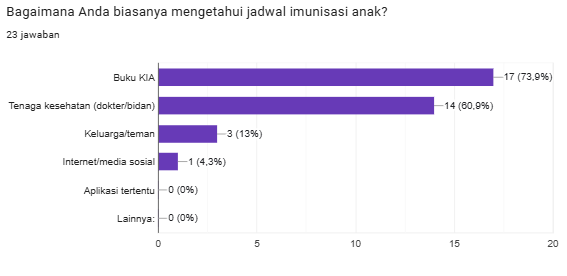 Bagaimana Anda biasanya mengetahui jadwal imunisasi anak?
23 jawaban
Buku KIA 17 (73,9%)
Tenaga kesehatan (dokter/bidan) 14 (60,9%)
Keluarga/teman 3 (13%)
Internet/media sosial 1 (4,3%)
Aplikasi tertentu 0 (0%)
Lainnya: 0 (0%)
0 5 10 15 20